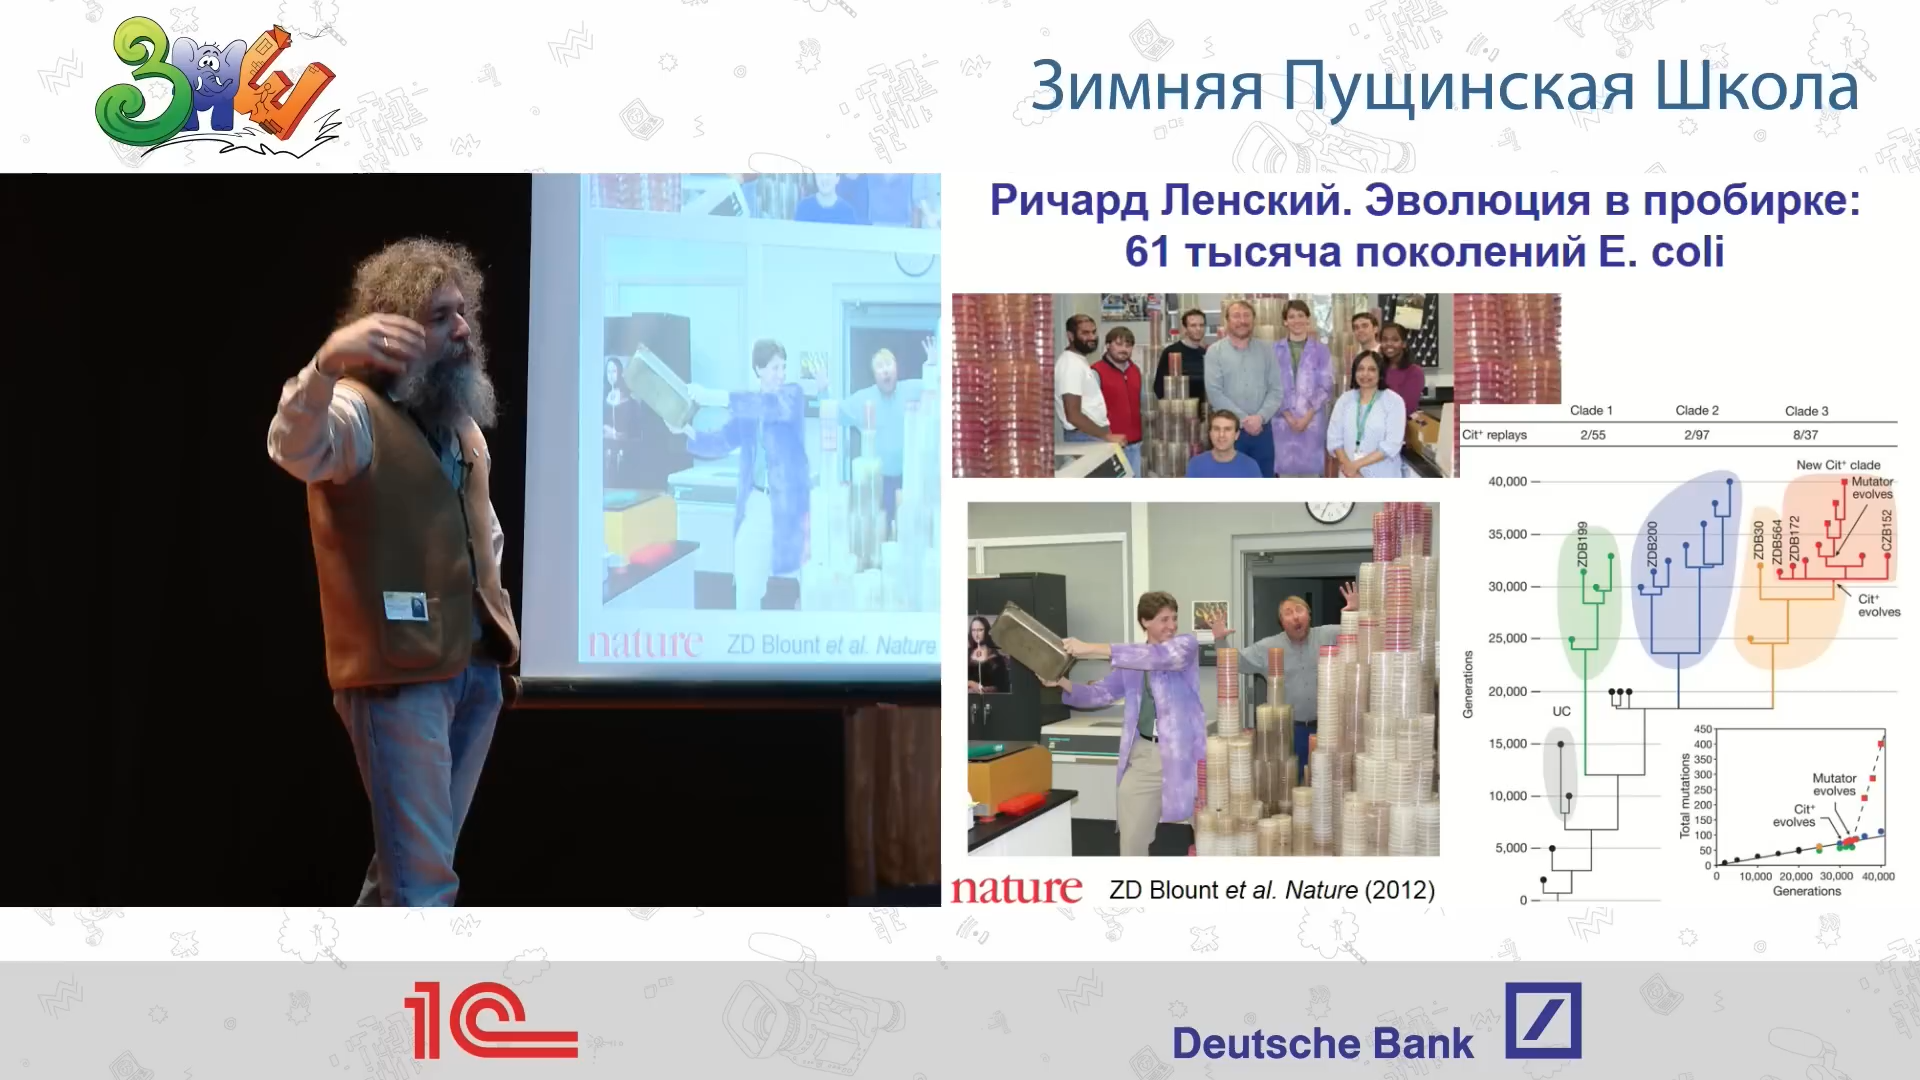 ЗПШ
Зимняя Пущинская Школа
Ричард Ленский. Эволюция в пробирке:
61 тысяча поколений E. coli
Clade 1 Clade 2 Clade 3
Cit⁺ replays 2/55 2/97 8/37
New Cit⁺ clade
Mutator
evolves
40,000
35,000
30,000
25,000
20,000
15,000
10,000
5,000
0
Generations
ZDB199
ZDB200
ZDB30
ZDB564
ZDB172
CZB152
Cit⁺
evolves
UC
450
400
350
300
250
200
150
100
50
0
Total mutations
Mutator
evolves
Cit⁺
evolves
0 10,000 20,000 30,000 40,000
Generations
nature ZD Blount et al. Nature
nature ZD Blount et al. Nature (2012)
1С
Deutsche Bank